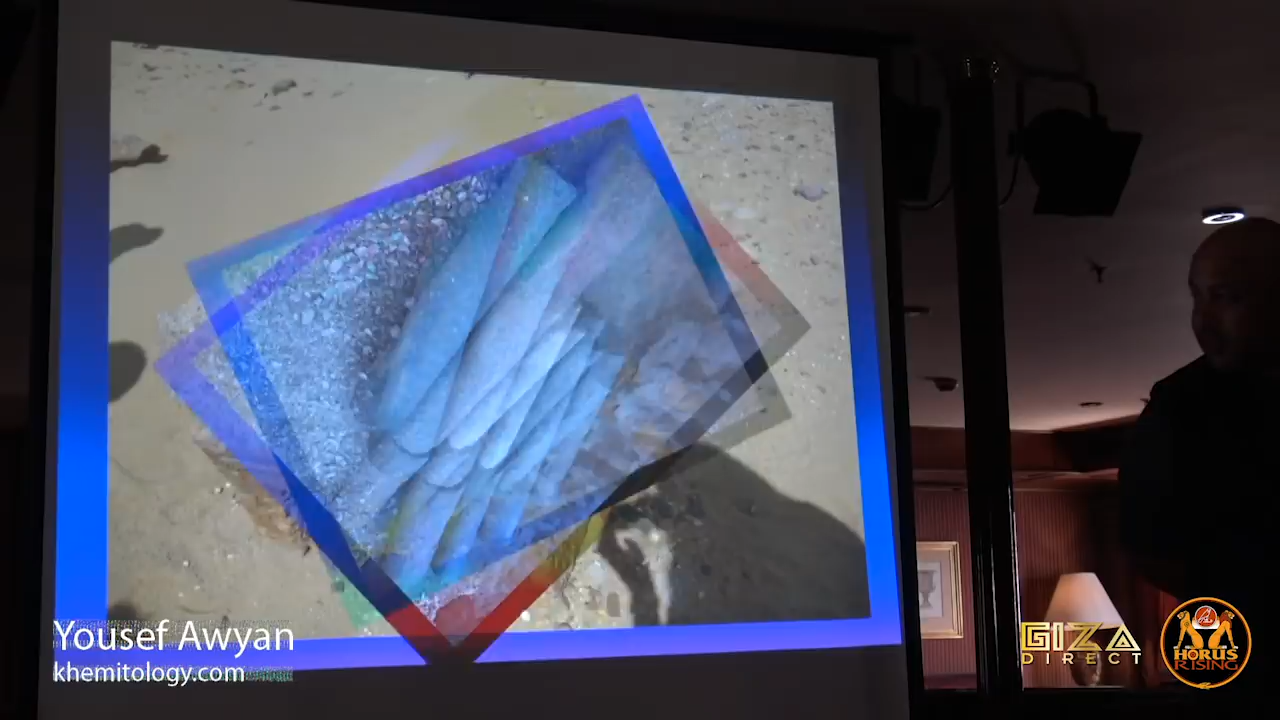 Yousef Awyan
khemitology.com
GIZA
DIRECT
HORUS
RISING